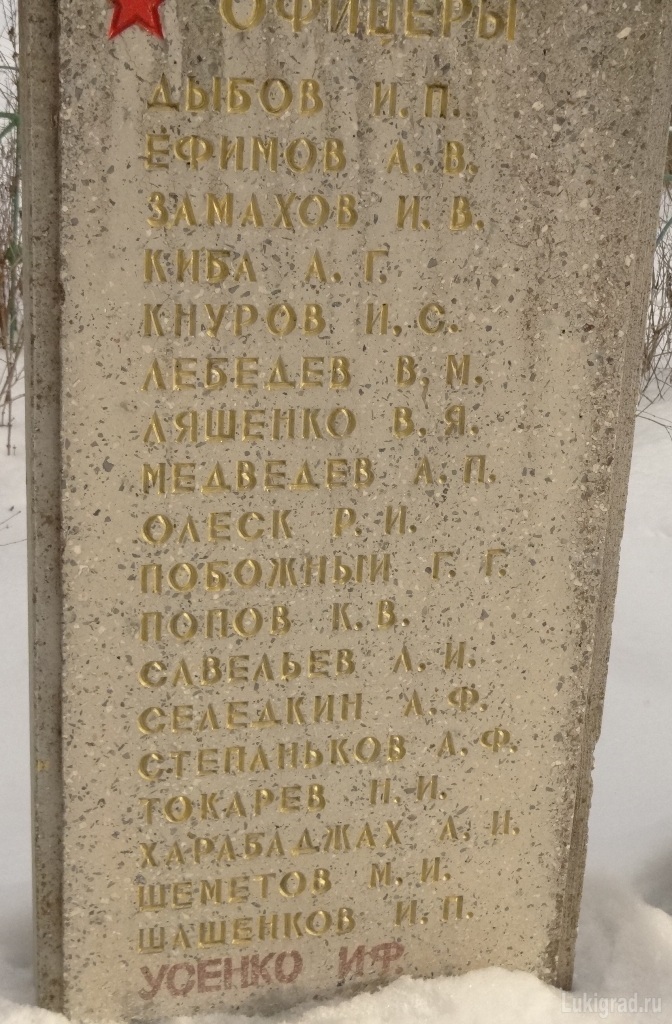 ОФИЦЕРЫ
ДЫБОВ И. П.
ЕФИМОВ А. В.
ЗАМАХОВ И. В.
КИБА А. Г.
КНУРОВ И. С.
ЛЕБЕДЕВ В. М.
ЛЯШЕНКО В. Я.
МЕДВЕДЕВ А. П.
ОЛЕСК Р. И.
ПОБОЖНЫЙ Г. Г.
ПОПОВ К. В.
САВЕЛЬЕВ А. И.
СЕЛЕДКИН А. Ф.
СТЕПАНЬКОВ А. Ф.
ТОКАРЕВ Н. И.
ХАРАБАДЖАХ А. Н.
ШЕМЕТОВ М. И.
ШАШЕНКОВ И. П.
УСЕНКО И.Ф.
Lukigrad.ru